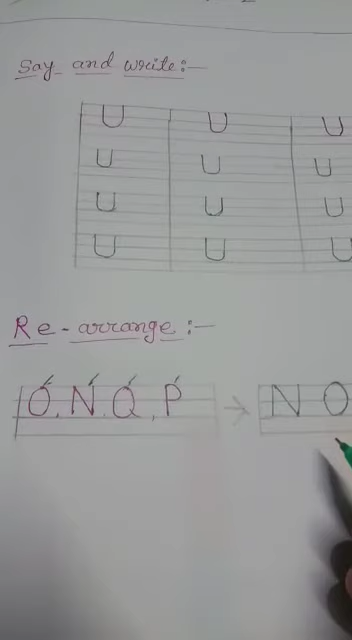 Say and write:-
U U U
U U U
U U U
U U U
Re-arrange:-
O, N, Q, P → N O